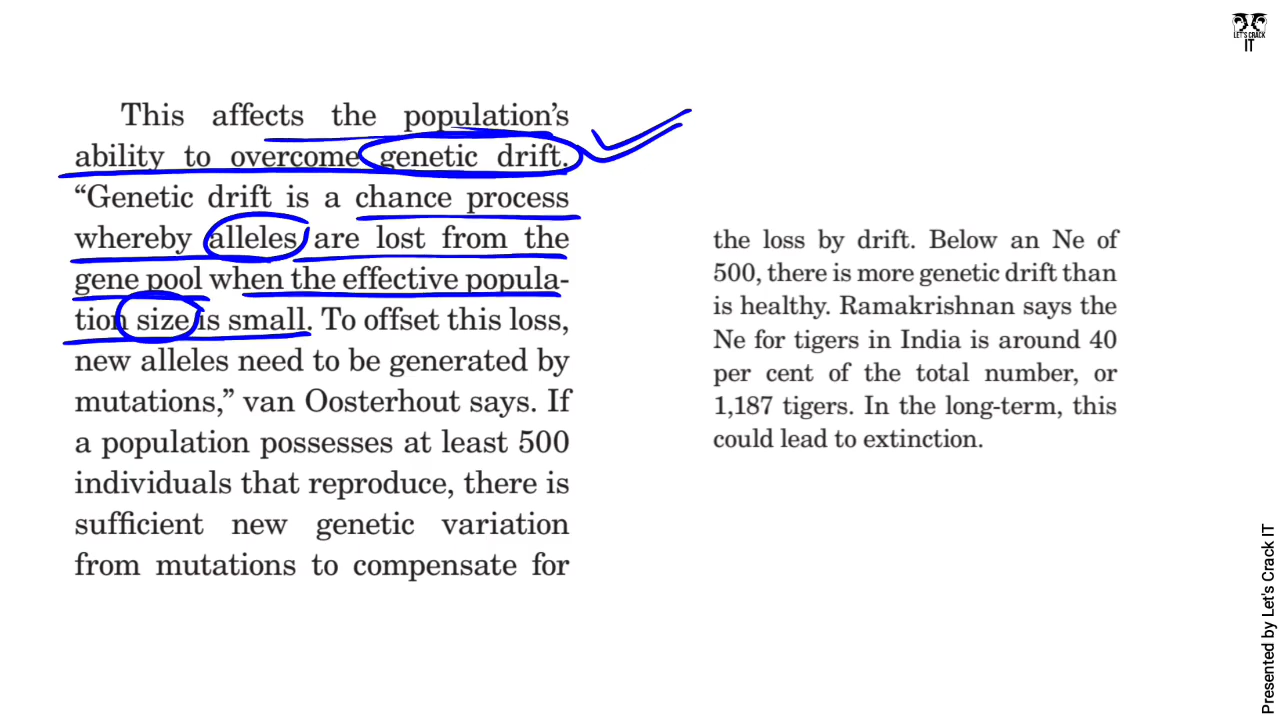 LET'S CRACK
IT
This affects the population's
ability to overcome genetic drift.
“Genetic drift is a chance process
whereby alleles are lost from the
gene pool when the effective popula-
tion size is small. To offset this loss,
new alleles need to be generated by
mutations,” van Oosterhout says. If
a population possesses at least 500
individuals that reproduce, there is
sufficient new genetic variation
from mutations to compensate for
the loss by drift. Below an Ne of
500, there is more genetic drift than
is healthy. Ramakrishnan says the
Ne for tigers in India is around 40
per cent of the total number, or
1,187 tigers. In the long-term, this
could lead to extinction.
Presented by Let's Crack IT